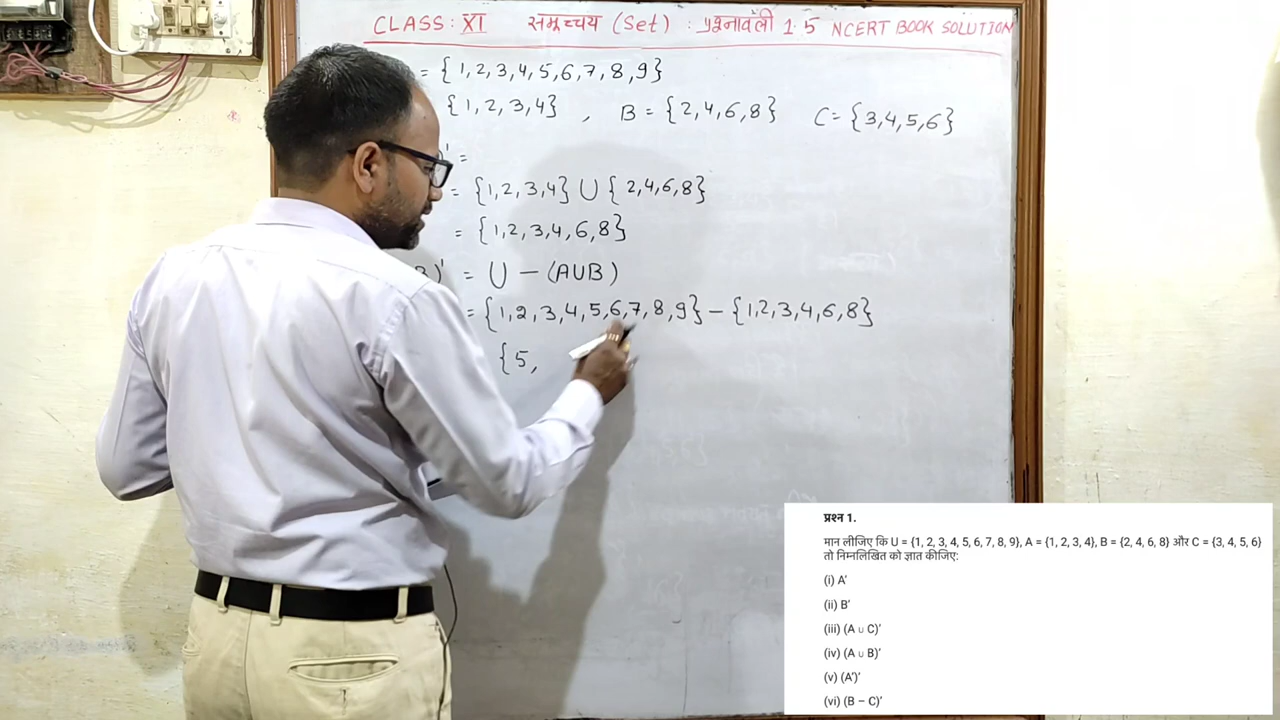 CLASS: XI समूच्चय (Set) : प्रश्नावली 1.5 NCERT BOOK SOLUTION
= { 1,2,3,4,5,6,7,8,9}
{1,2,3,4} , B = {2,4,6,8} C = {3,4,5,6}
' =
= {1,2,3,4} U { 2,4,6,8}
= {1,2,3,4,6,8}
B)' = U – (AUB)
= {1,2,3,4,5,6,7,8,9} – {1,2,3,4,6,8}
{5,
प्रश्न 1.
मान लीजिए कि U = {1, 2, 3, 4, 5, 6, 7, 8, 9}, A = {1, 2, 3, 4}, B = {2, 4, 6, 8} और C = {3, 4, 5, 6}
तो निम्नलिखित को ज्ञात कीजिए:
(i) A’
(ii) B’
(iii) (A ∪ C)’
(iv) (A ∪ B)’
(v) (A’)’
(vi) (B – C)’